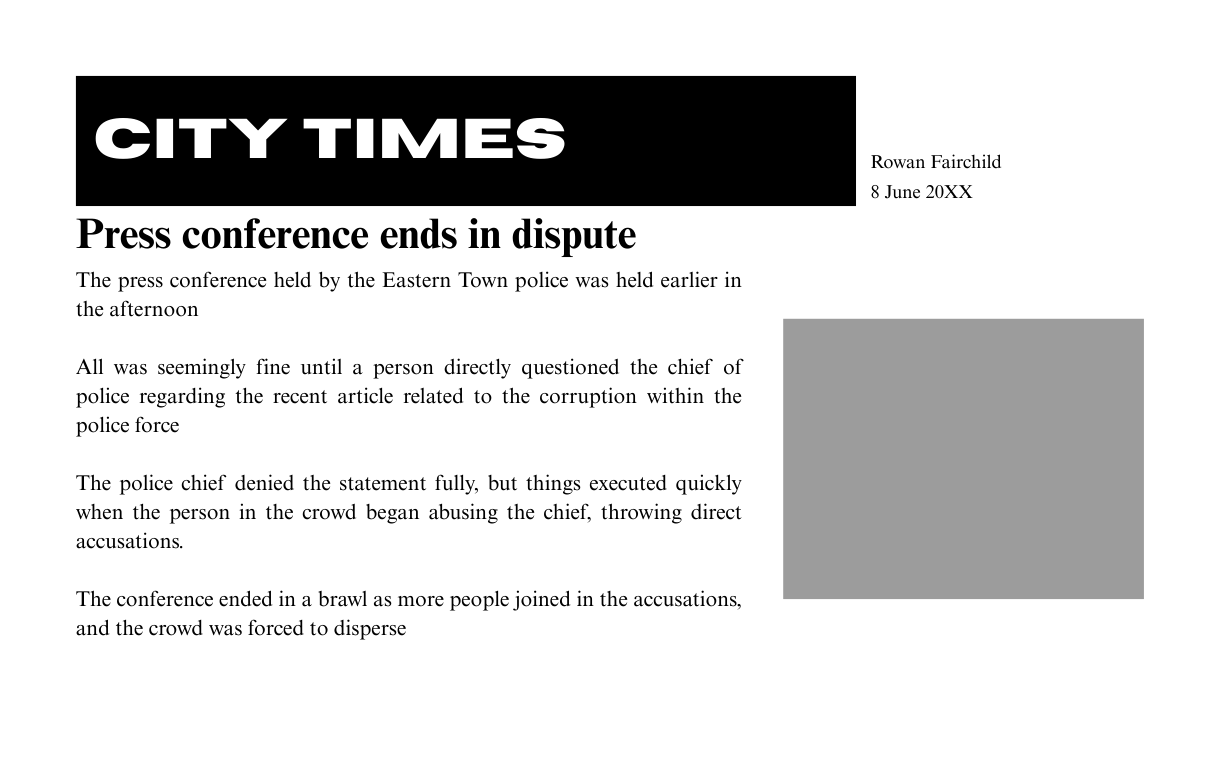 CITY TIMES
Rowan Fairchild
8 June 20XX
Press conference ends in dispute
The press conference held by the Eastern Town police was held earlier in
the afternoon
All was seemingly fine until a person directly questioned the chief of
police regarding the recent article related to the corruption within the
police force
The police chief denied the statement fully, but things executed quickly
when the person in the crowd began abusing the chief, throwing direct
accusations.
The conference ended in a brawl as more people joined in the accusations,
and the crowd was forced to disperse